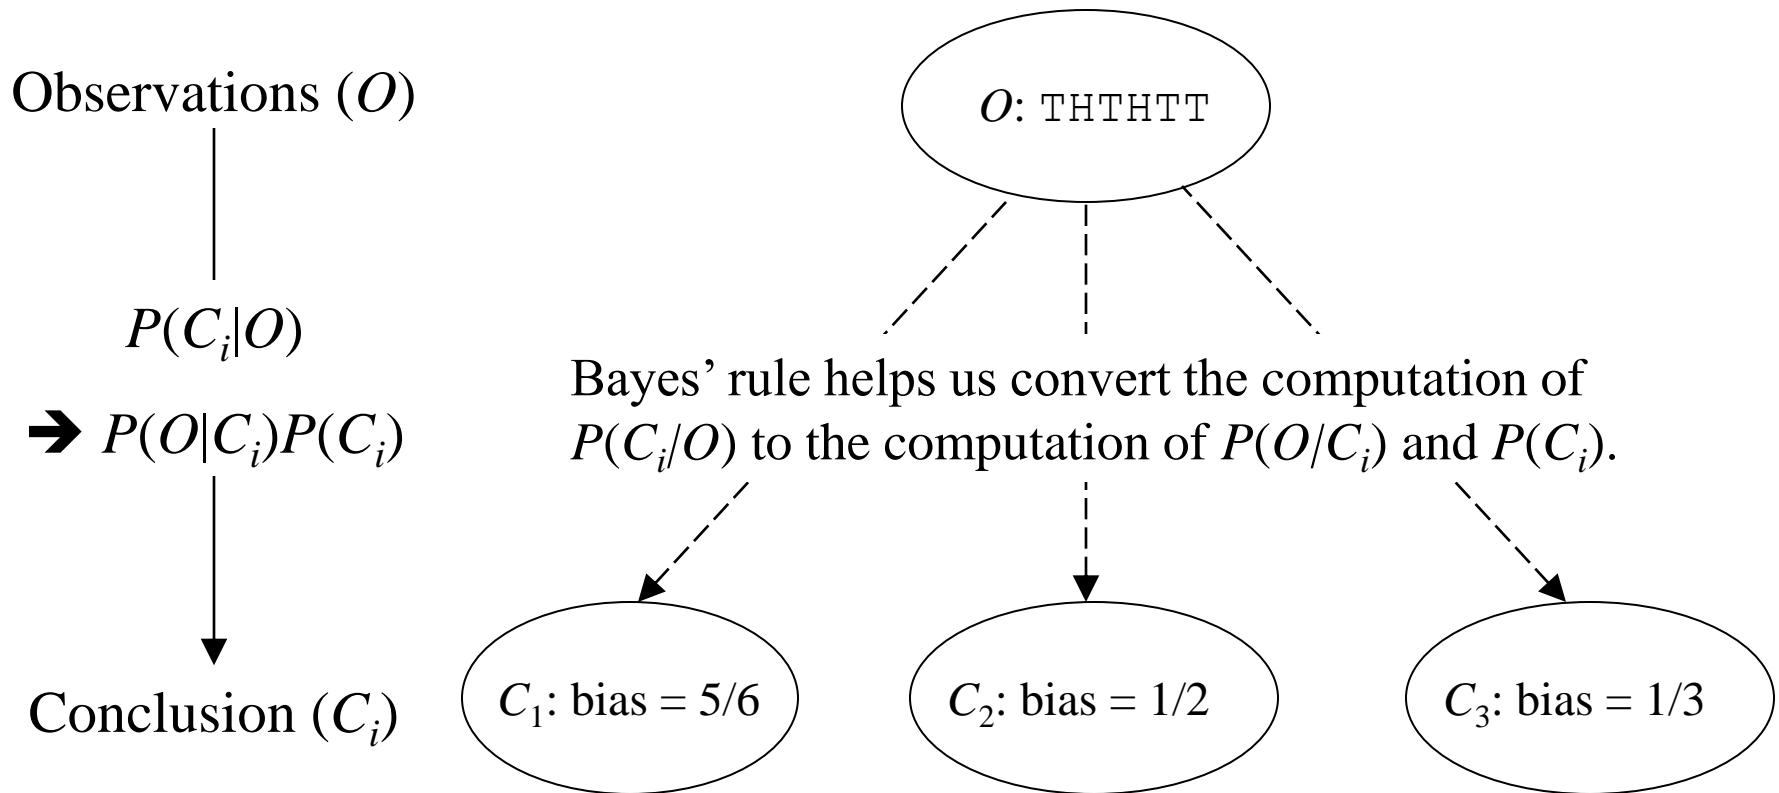 Observations (O)
P(Cᵢ|O)
➔ P(O|Cᵢ)P(Cᵢ)
Conclusion (Cᵢ)
O: THTHTT
Bayes’ rule helps us convert the computation of
P(Cᵢ/O) to the computation of P(O/Cᵢ) and P(Cᵢ).
C₁: bias = 5/6
C₂: bias = 1/2
C₃: bias = 1/3